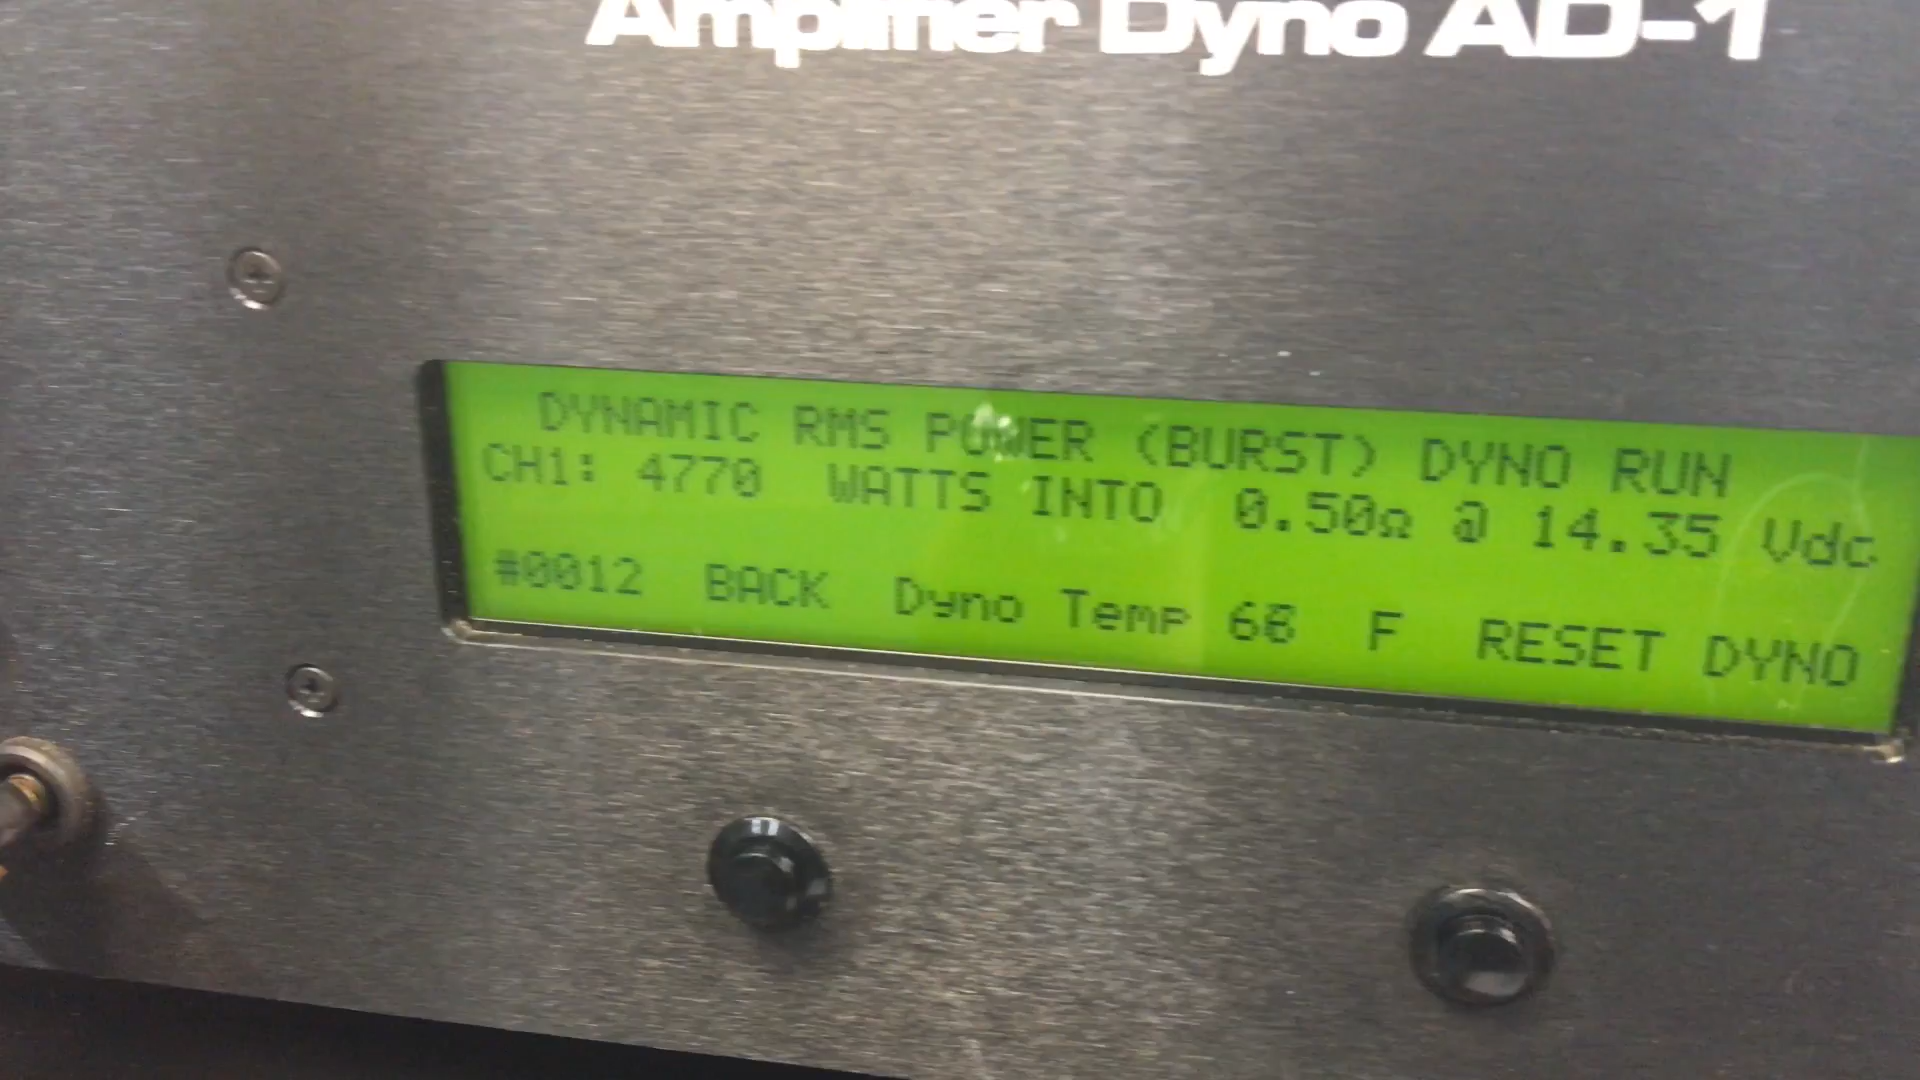 Amplifier Dyno AD-1
DYNAMIC RMS POWER (BURST) DYNO RUN
CH1: 4770 WATTS INTO 0.50Ω @ 14.35 Vdc
#0012 BACK Dyno Temp F RESET DYNO